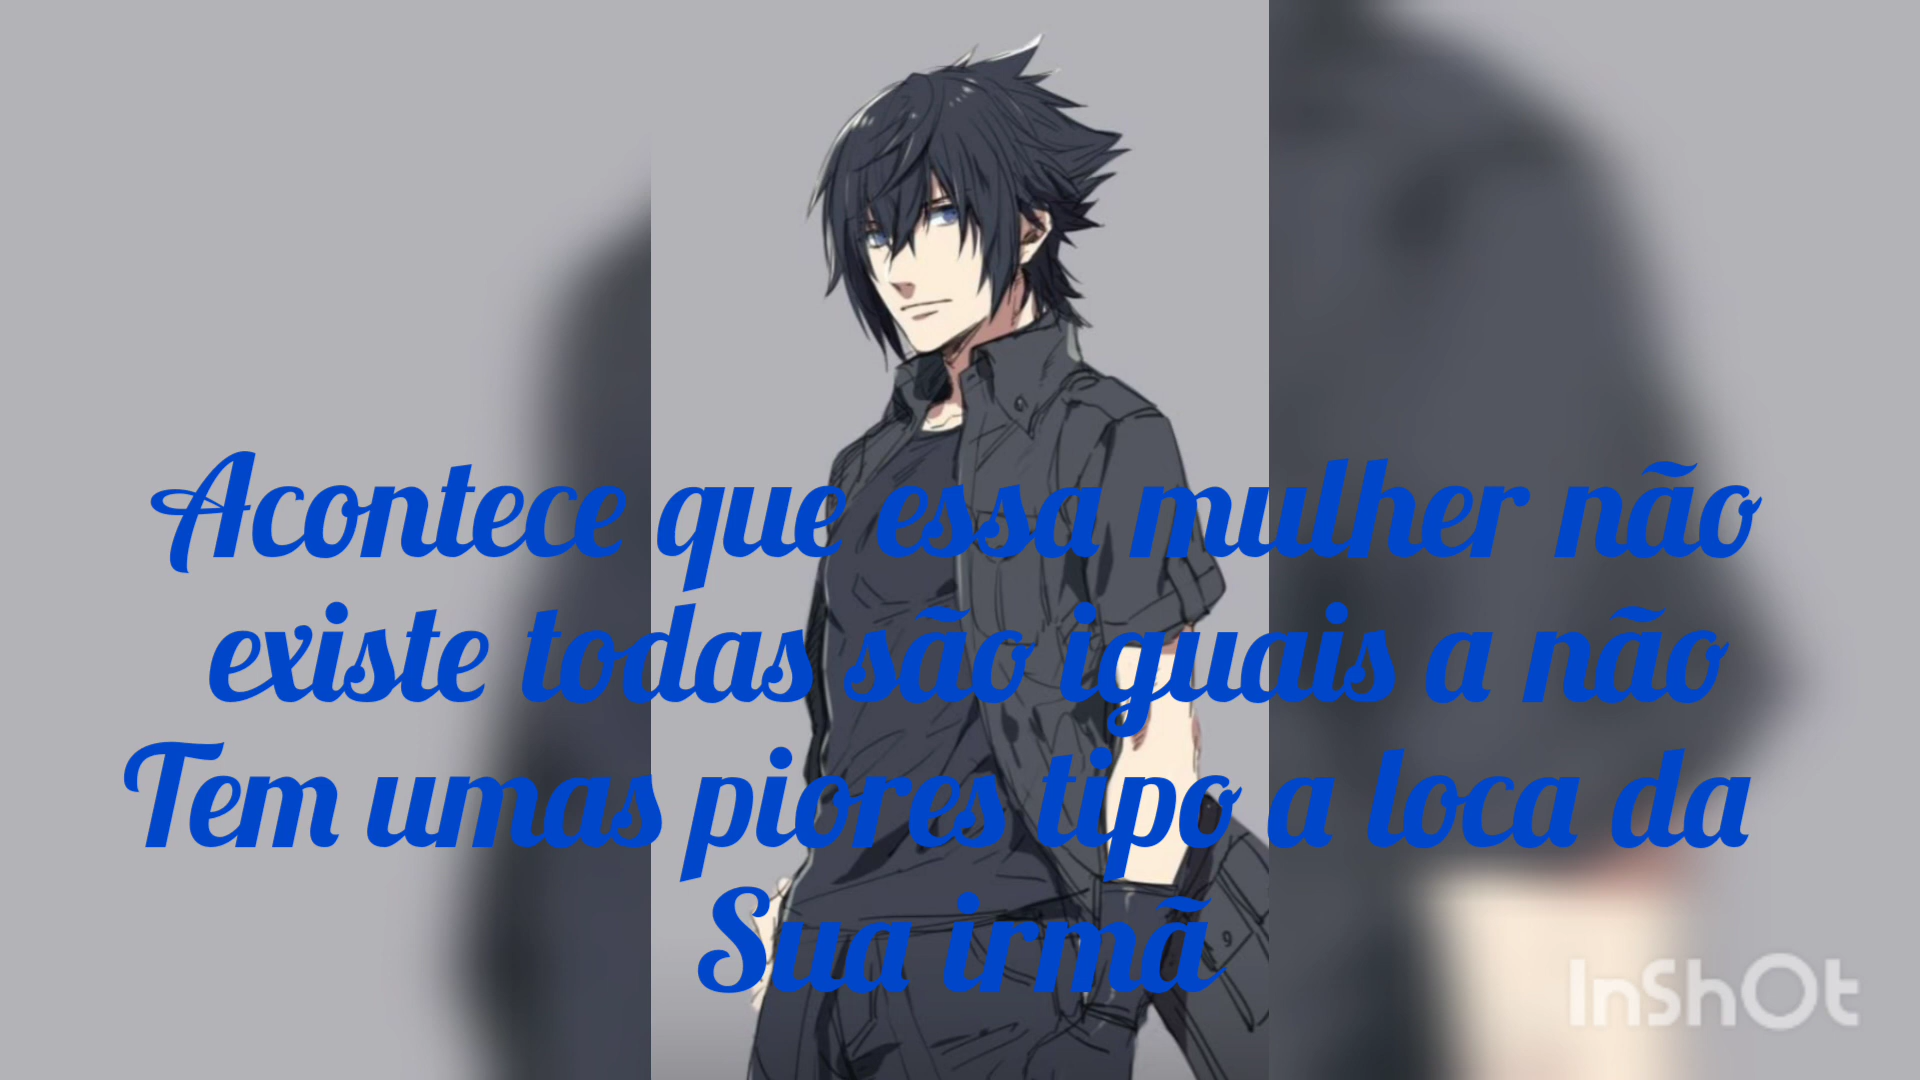 Acontece que essa mulher não
existe todas são iguais a não
Tem umas piores tipo a loca da
Sua irmã
InShOt